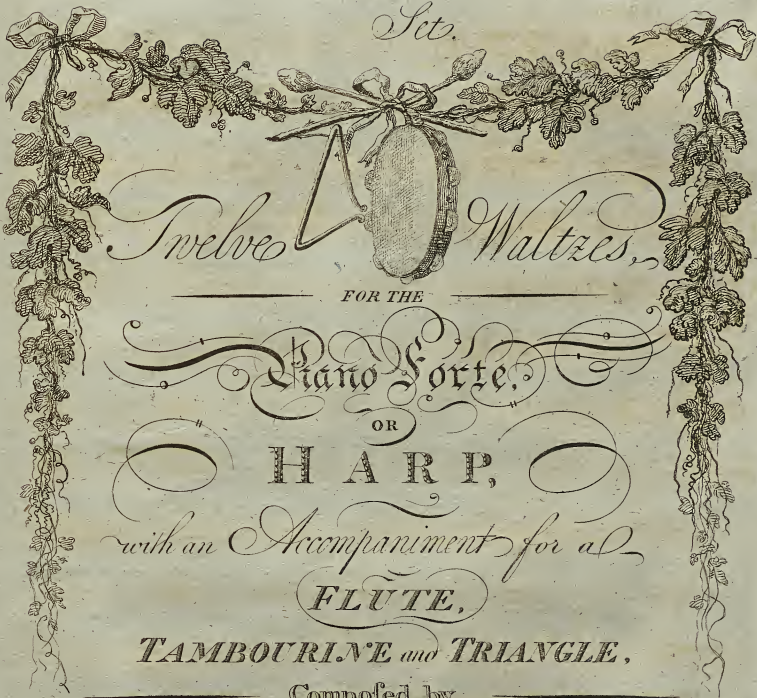 Set.
Twelve Waltzes,
FOR THE
Piano Forte,
OR
HARP,
with an Accompaniment for a
FLUTE,
TAMBOURINE and TRIANGLE,
Compoſed by